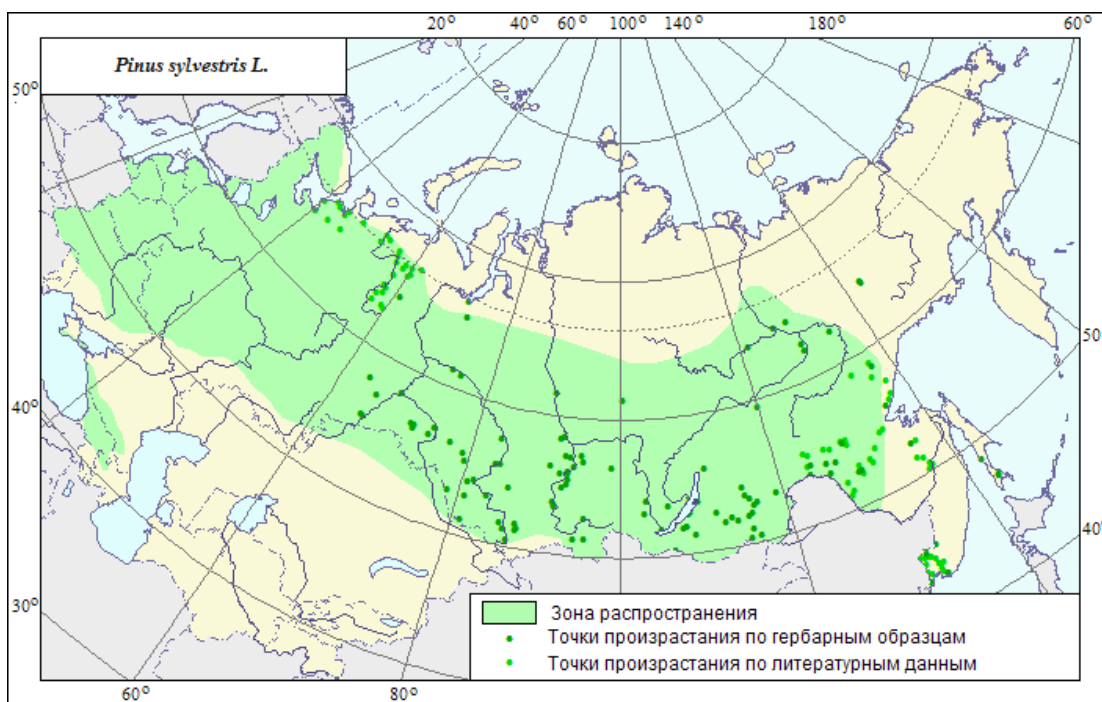 20° 40° 60° 100° 140° 180° 60°
Pinus sylvestris L.
50°
50
40°
40
30°
Зона распространения
Точки произрастания по гербарным образцам
Точки произрастания по литературным данным
60° 80°